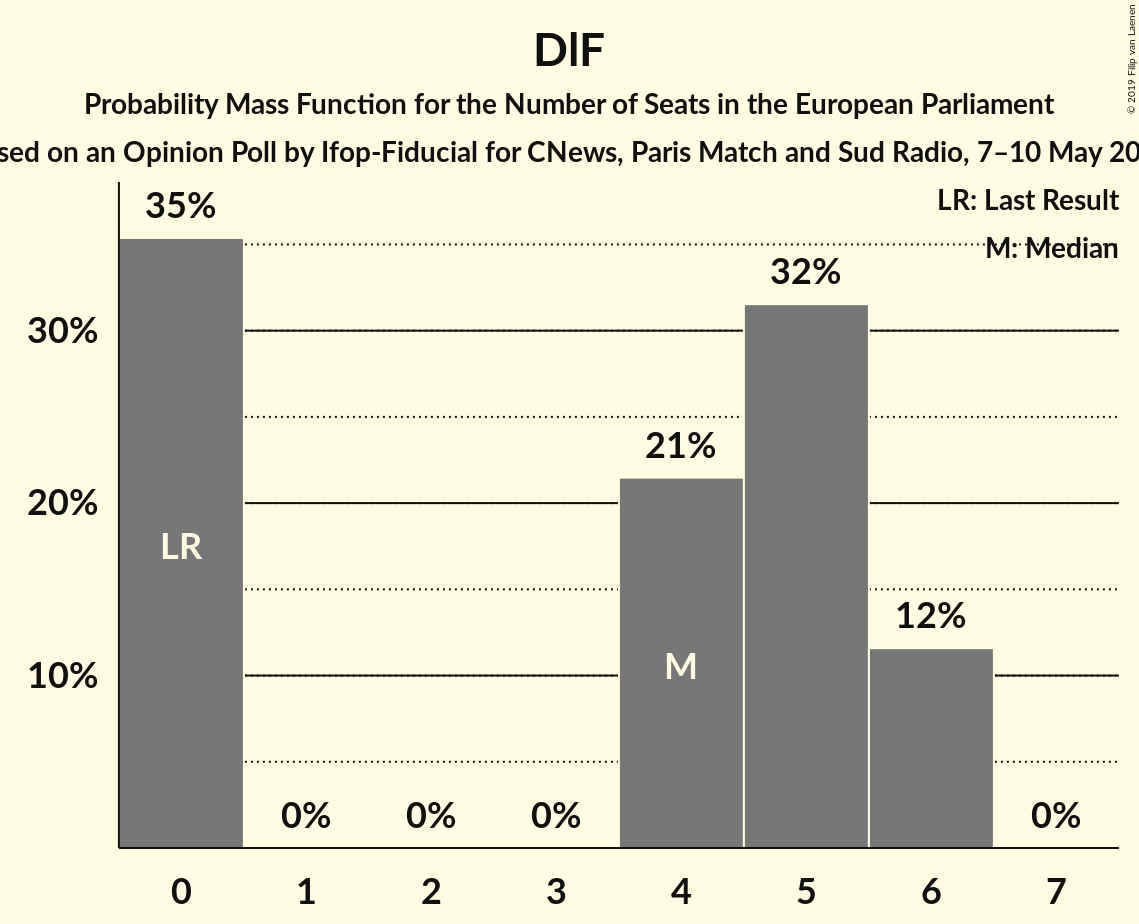 DlF
Probability Mass Function for the Number of Seats in the European Parliament
sed on an Opinion Poll by Ifop-Fiducial for CNews, Paris Match and Sud Radio, 7–10 May 20
© 2019 Filip van Laenen
LR: Last Result
M: Median
35%
32%
30%
21%
20%
LR
12%
M
10%
0%
0%
0%
0%
0 1 2 3 4 5 6 7